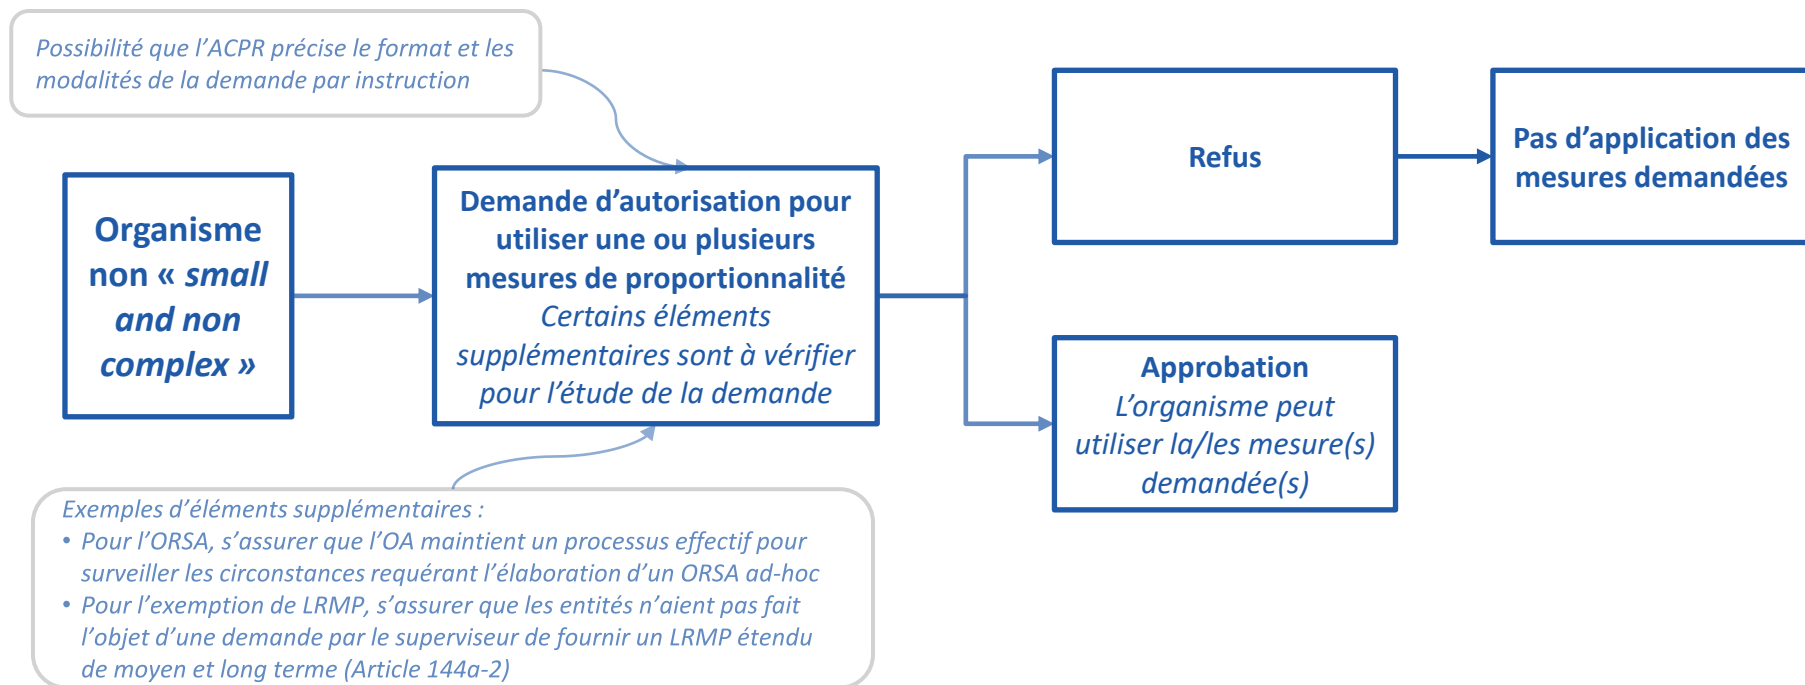 Possibilité que l’ACPR précise le format et les
modalités de la demande par instruction
Organisme
non « small
and non
complex »
Demande d’autorisation pour
utiliser une ou plusieurs
mesures de proportionnalité
Certains éléments
supplémentaires sont à vérifier
pour l’étude de la demande
Refus
Pas d’application des
mesures demandées
Approbation
L’organisme peut
utiliser la/les mesure(s)
demandée(s)
Exemples d’éléments supplémentaires :
• Pour l’ORSA, s’assurer que l’OA maintient un processus effectif pour
surveiller les circonstances requérant l’élaboration d’un ORSA ad-hoc
• Pour l’exemption de LRMP, s’assurer que les entités n’aient pas fait
l’objet d’une demande par le superviseur de fournir un LRMP étendu
de moyen et long terme (Article 144a-2)